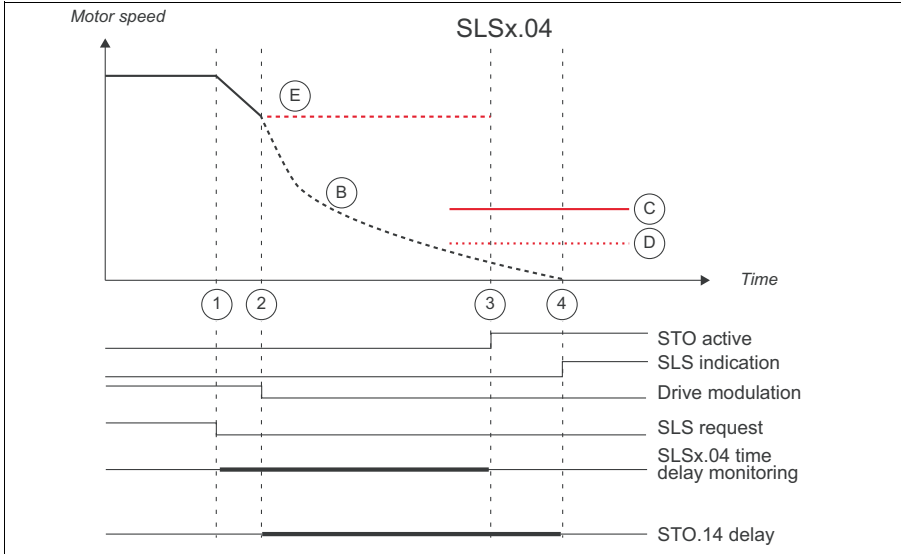 Motor speed
SLSx.04
E
B
C
D
Time
1 2 3 4
STO active
SLS indication
Drive modulation
SLS request
SLSx.04 time
delay monitoring
STO.14 delay